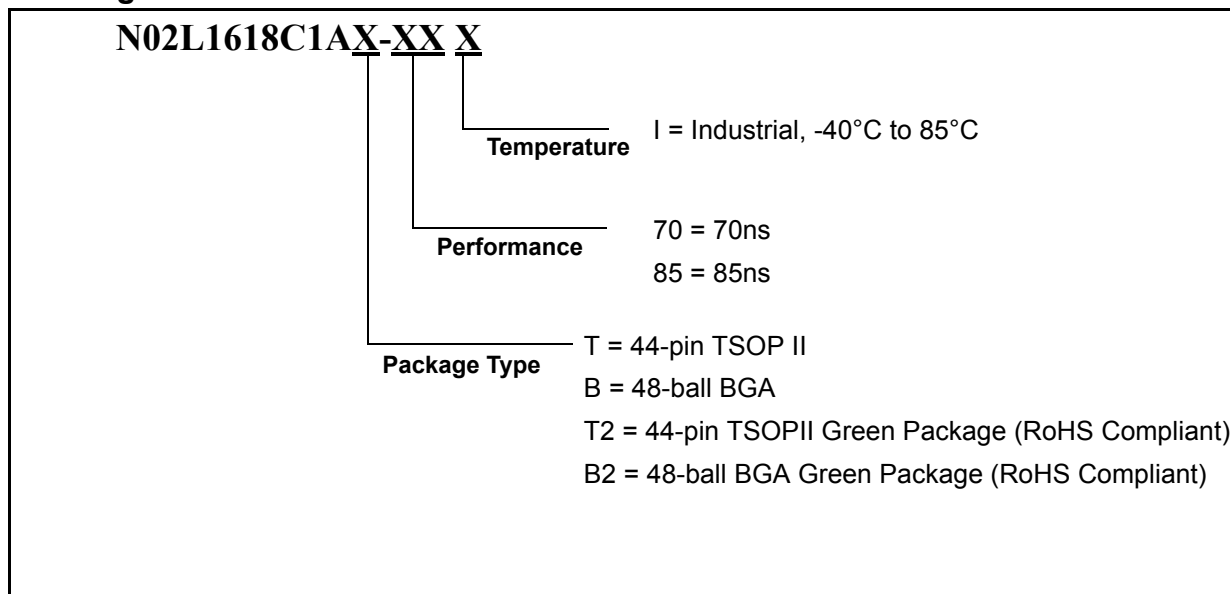 N02L1618C1AX-XX X
Temperature
I = Industrial, -40°C to 85°C
Performance
70 = 70ns
85 = 85ns
Package Type
T = 44-pin TSOP II
B = 48-ball BGA
T2 = 44-pin TSOPII Green Package (RoHS Compliant)
B2 = 48-ball BGA Green Package (RoHS Compliant)